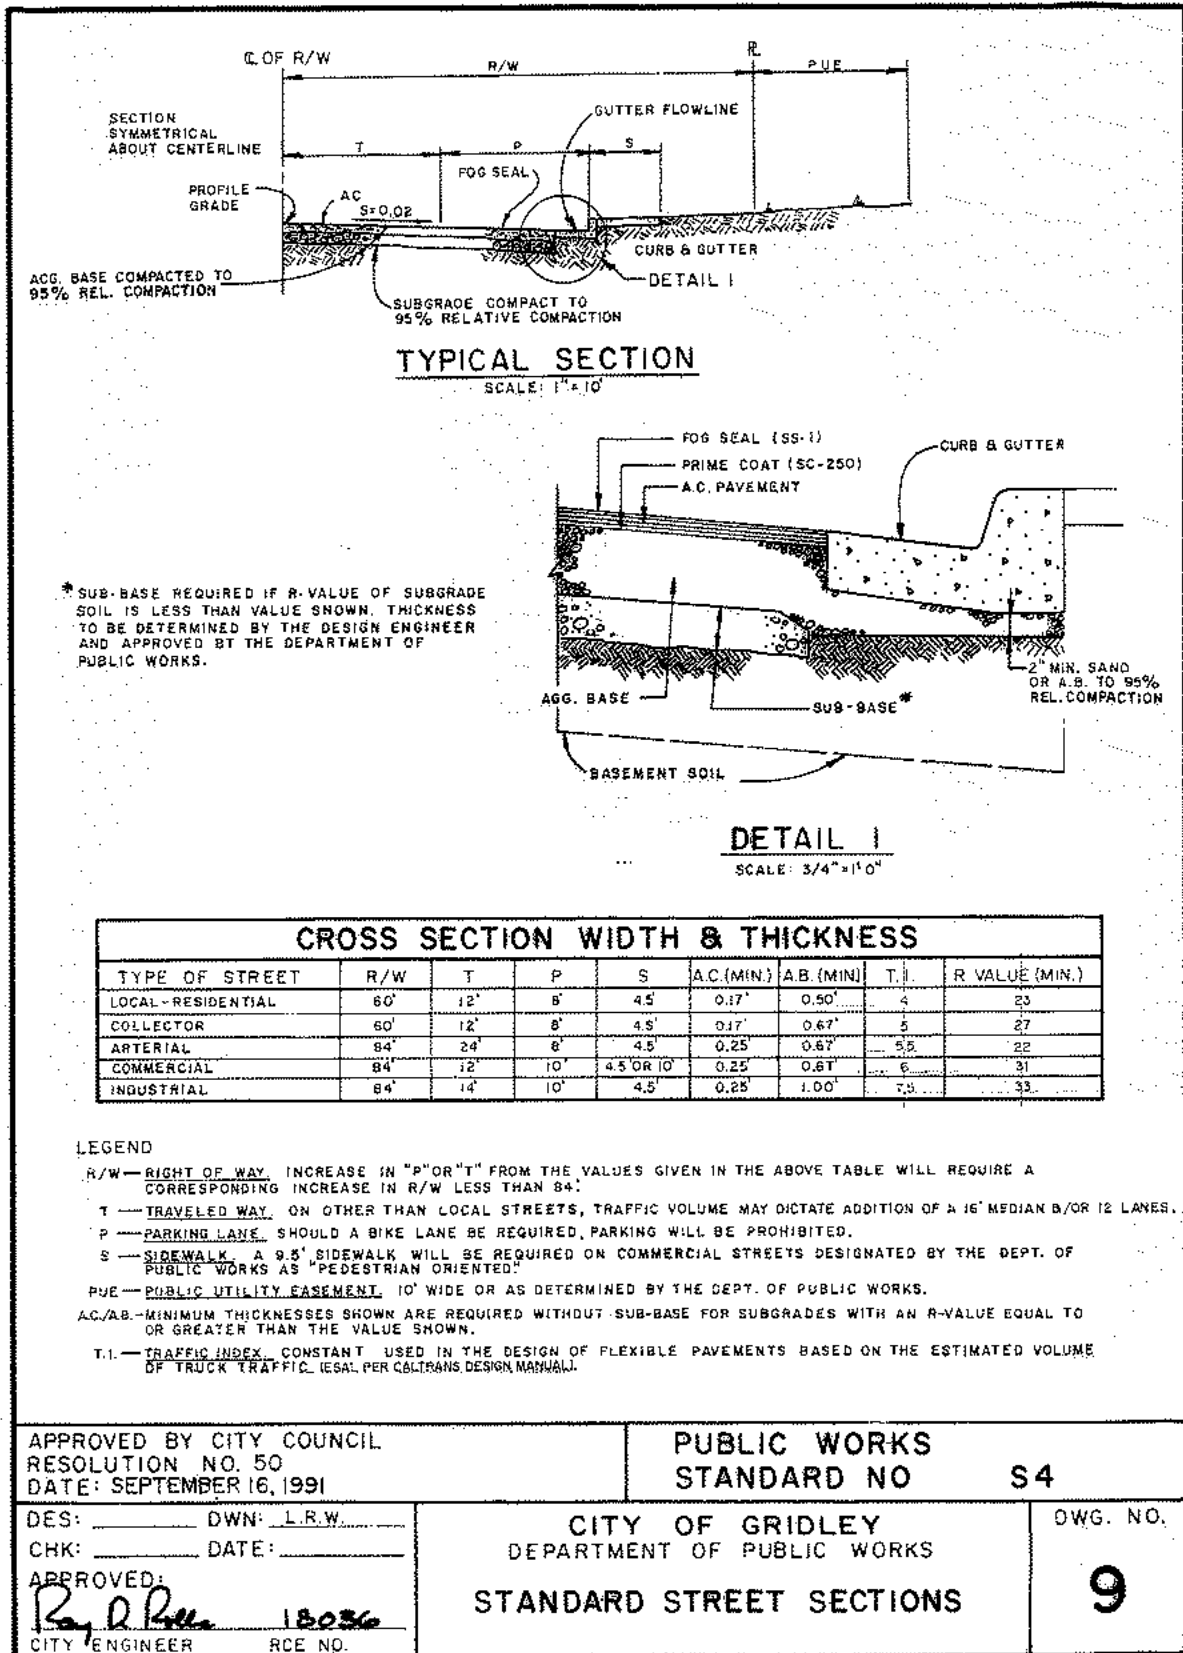 ℄ OF R/W
R/W
℞
PUE
SECTION
SYMMETRICAL
ABOUT CENTERLINE
GUTTER FLOWLINE
T
P
S
FOG SEAL
PROFILE
GRADE
AC
S=0.02
CURB & GUTTER
DETAIL 1
AGG. BASE COMPACTED TO
95% REL. COMPACTION
SUBGRADE COMPACT TO
95% RELATIVE COMPACTION
TYPICAL SECTION
SCALE: 1"=10'
FOG SEAL (SS-1)
PRIME COAT (SC-250)
A.C. PAVEMENT
CURB & GUTTER
* SUB-BASE REQUIRED IF R-VALUE OF SUBGRADE
SOIL IS LESS THAN VALUE SHOWN. THICKNESS
TO BE DETERMINED BY THE DESIGN ENGINEER
AND APPROVED BT THE DEPARTMENT OF
PUBLIC WORKS.
2" MIN. SAND
OR A.B. TO 95%
REL. COMPACTION
AGG. BASE
SUB-BASE*
BASEMENT SOIL
DETAIL 1
SCALE: 3/4"=1'0"
CROSS SECTION WIDTH & THICKNESS
TYPE OF STREET R/W T P S A.C.(MIN.) A.B.(MIN) T.I. R VALUE (MIN.)
LOCAL-RESIDENTIAL 60' 12' 8' 4.5' 0.17' 0.50' 4 23
COLLECTOR 60' 12' 8' 4.5' 0.17' 0.67' 5 27
ARTERIAL 84' 24' 8' 4.5' 0.25' 0.67' 5.5 22
COMMERCIAL 84' 12' 10' 4.5' OR 10' 0.25' 0.67' 6 31
INDUSTRIAL 84' 14' 10' 4.5' 0.25' 1.00' 7.5 33
LEGEND
R/W — RIGHT OF WAY. INCREASE IN "P" OR "T" FROM THE VALUES GIVEN IN THE ABOVE TABLE WILL REQUIRE A
CORRESPONDING INCREASE IN R/W LESS THAN 84'.
T — TRAVELED WAY. ON OTHER THAN LOCAL STREETS, TRAFFIC VOLUME MAY DICTATE ADDITION OF A 16' MEDIAN &/OR 12 LANES.
P — PARKING LANE. SHOULD A BIKE LANE BE REQUIRED, PARKING WILL BE PROHIBITED.
S — SIDEWALK. A 9.5' SIDEWALK WILL BE REQUIRED ON COMMERCIAL STREETS DESIGNATED BY THE DEPT. OF
PUBLIC WORKS AS "PEDESTRIAN ORIENTED."
PUE — PUBLIC UTILITY EASEMENT. 10' WIDE OR AS DETERMINED BY THE DEPT. OF PUBLIC WORKS.
A.C./A.B. — MINIMUM THICKNESSES SHOWN ARE REQUIRED WITHOUT SUB-BASE FOR SUBGRADES WITH AN R-VALUE EQUAL TO
OR GREATER THAN THE VALUE SHOWN.
T.I. — TRAFFIC INDEX. CONSTANT USED IN THE DESIGN OF FLEXIBLE PAVEMENTS BASED ON THE ESTIMATED VOLUME
OF TRUCK TRAFFIC (ESAL PER CALTRANS DESIGN MANUAL).
APPROVED BY CITY COUNCIL
RESOLUTION NO. 50
DATE: SEPTEMBER 16, 1991
PUBLIC WORKS
STANDARD NO S4
DES: DWN: L.R.W.
CHK: DATE:
APPROVED:
18036
CITY ENGINEER RCE NO.
CITY OF GRIDLEY
DEPARTMENT OF PUBLIC WORKS
STANDARD STREET SECTIONS
DWG. NO.
9